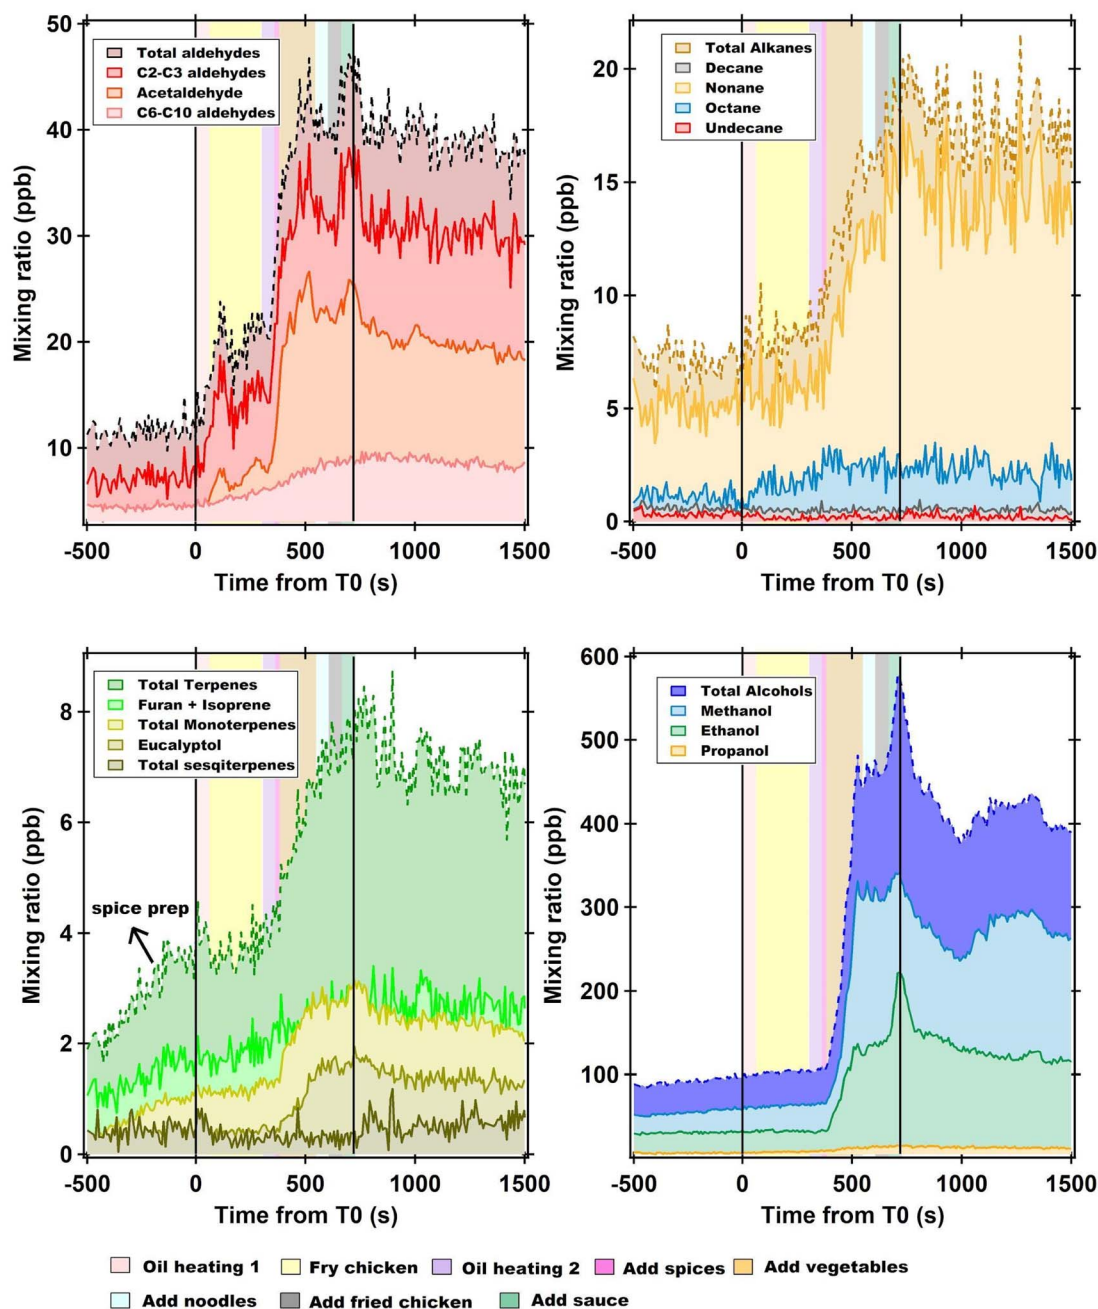 50
40
30
20
10
Mixing ratio (ppb)
Total aldehydes
C2-C3 aldehydes
Acetaldehyde
C6-C10 aldehydes
-500 0 500 1000 1500
Time from T0 (s)
20
15
10
5
0
Mixing ratio (ppb)
Total Alkanes
Decane
Nonane
Octane
Undecane
-500 0 500 1000 1500
Time from T0 (s)
8
6
4
2
0
Mixing ratio (ppb)
Total Terpenes
Furan + Isoprene
Total Monoterpenes
Eucalyptol
Total sesqiterpenes
spice prep
-500 0 500 1000 1500
Time from T0 (s)
600
500
400
300
200
100
Mixing ratio (ppb)
Total Alcohols
Methanol
Ethanol
Propanol
-500 0 500 1000 1500
Time from T0 (s)
Oil heating 1 Fry chicken Oil heating 2 Add spices Add vegetables
Add noodles Add fried chicken Add sauce